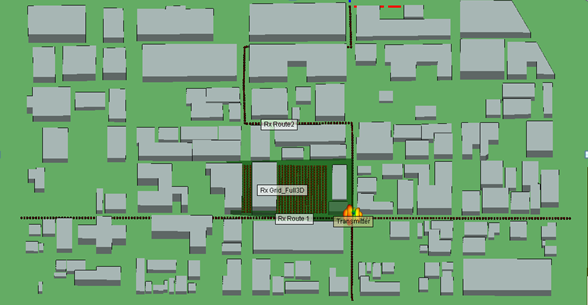 Rx Route2
Rx Grid_Full3D
Rx Route 1
Transmitter